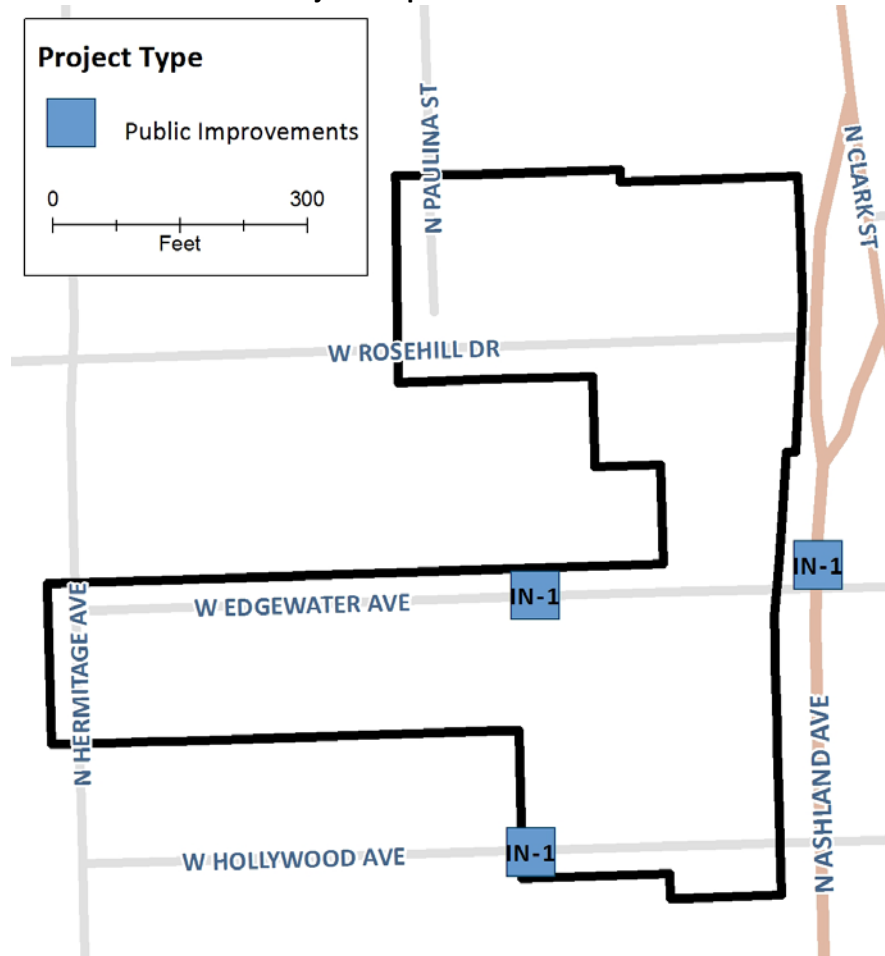 Project Type
Public Improvements
0 300
Feet
N PAULINA ST
N CLARK ST
W ROSEHILL DR
IN-1
IN-1
W EDGEWATER AVE
N HERMITAGE AVE
N ASHLAND AVE
IN-1
W HOLLYWOOD AVE